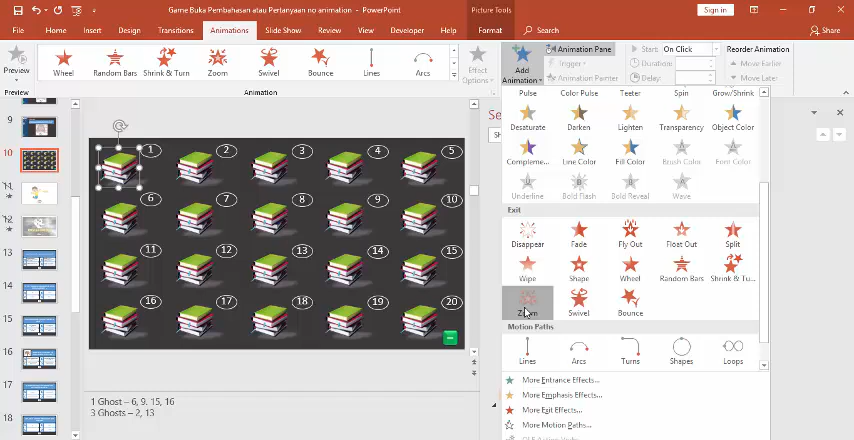 Game Buka Pembahasan atau Pertanyaan no animation - PowerPoint
Picture Tools
Sign in
File Home Insert Draw Design Transitions Animations Slide Show Review View Developer Help Format Search Share
Preview
Wheel Random Bars Shrink & Turn Zoom Swivel Bounce Lines Arcs
Effect Options
Add Animation
Animation Pane
Trigger
Animation Painter
Start: On Click
Duration:
Delay:
Reorder Animation
Move Earlier
Move Later
Preview Animation
Pulse Color Pulse Teeter Spin Grow/Shrink
Desaturate Darken Lighten Transparency Object Color
Compleme... Line Color Fill Color Brush Color Font Color
Underline Bold Flash Bold Reveal Wave
Exit
Disappear Fade Fly Out Float Out Split
Wipe Shape Wheel Random Bars Shrink & Tu...
Zoom Swivel Bounce
Motion Paths
Lines Arcs Turns Shapes Loops
More Entrance Effects...
More Emphasis Effects...
More Exit Effects...
More Motion Paths...
OLE Action Verbs...
Se
Sh
9
10
11
12
13
14
15
16
17
18
1 2 3 4 5
6 7 8 9 10
11 12 13 14 15
16 17 18 19 20
1 Ghost – 6, 9. 15, 16
3 Ghosts – 2, 13